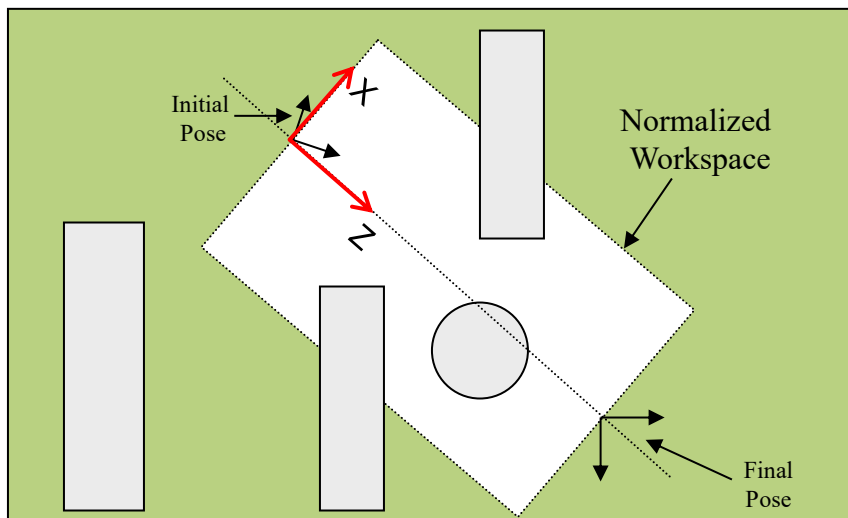 Initial
Pose
X
Normalized
Workspace
Z
Final
Pose